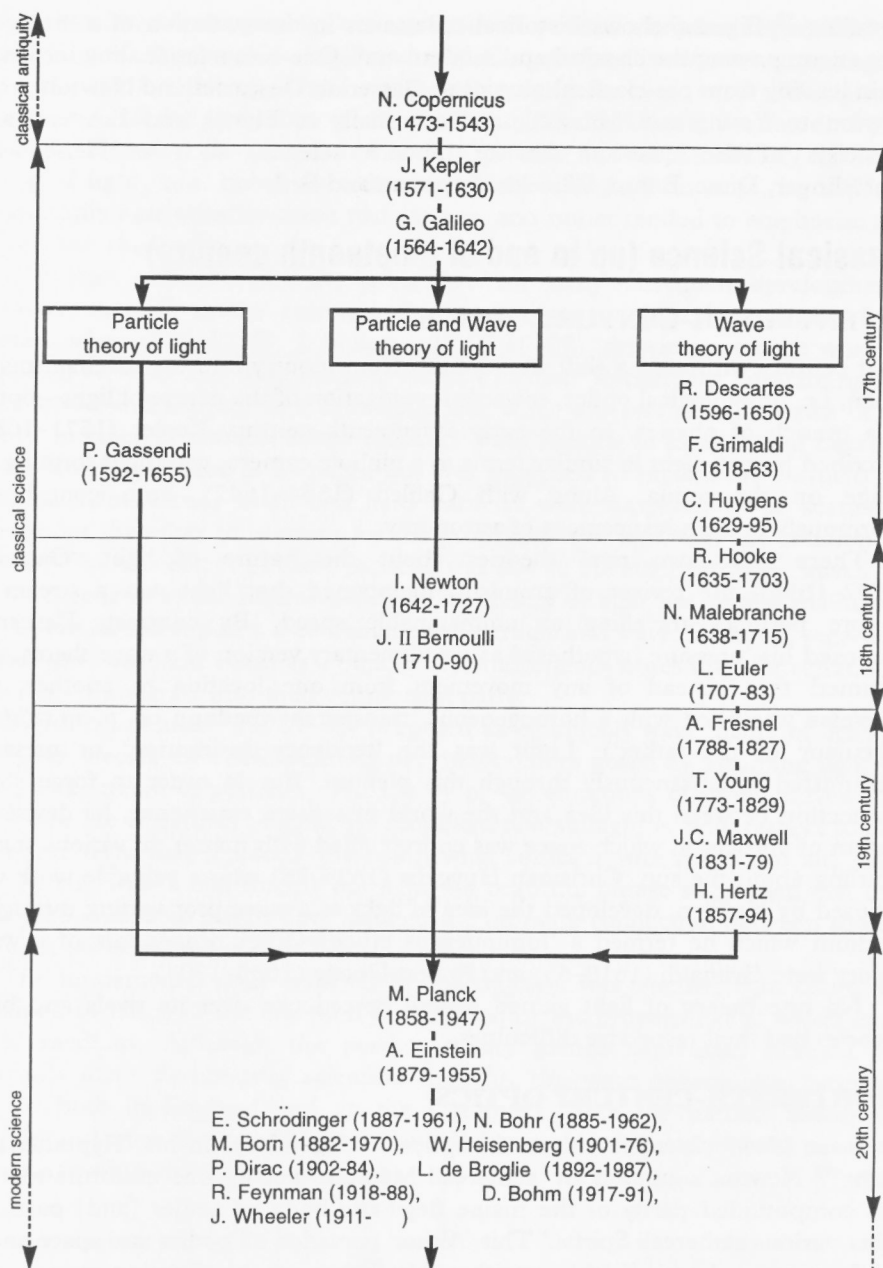 classical antiquity
N. Copernicus
(1473-1543)
J. Kepler
(1571-1630)
G. Galileo
(1564-1642)
classical science
17th century
Particle
theory of light
Particle and Wave
theory of light
Wave
theory of light
R. Descartes
(1596-1650)
P. Gassendi
(1592-1655)
F. Grimaldi
(1618-63)
C. Huygens
(1629-95)
18th century
I. Newton
(1642-1727)
J. II Bernoulli
(1710-90)
R. Hooke
(1635-1703)
N. Malebranche
(1638-1715)
L. Euler
(1707-83)
19th century
A. Fresnel
(1788-1827)
T. Young
(1773-1829)
J.C. Maxwell
(1831-79)
H. Hertz
(1857-94)
modern science
20th century
M. Planck
(1858-1947)
A. Einstein
(1879-1955)
E. Schrödinger (1887-1961), N. Bohr (1885-1962),
M. Born (1882-1970), W. Heisenberg (1901-76),
P. Dirac (1902-84), L. de Broglie (1892-1987),
R. Feynman (1918-88), D. Bohm (1917-91),
J. Wheeler (1911- )